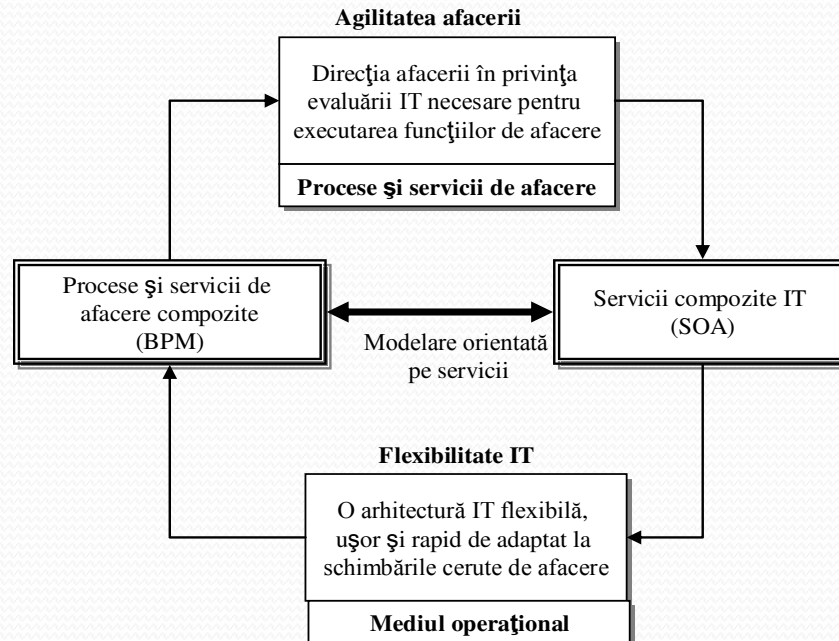 Agilitatea afacerii
Direcţia afacerii în privinţa
evaluării IT necesare pentru
executarea funcţiilor de afacere
Procese şi servicii de afacere
Procese şi servicii de
afacere compozite
(BPM)
Modelare orientată
pe servicii
Servicii compozite IT
(SOA)
Flexibilitate IT
O arhitectură IT flexibilă,
uşor şi rapid de adaptat la
schimbările cerute de afacere
Mediul operaţional